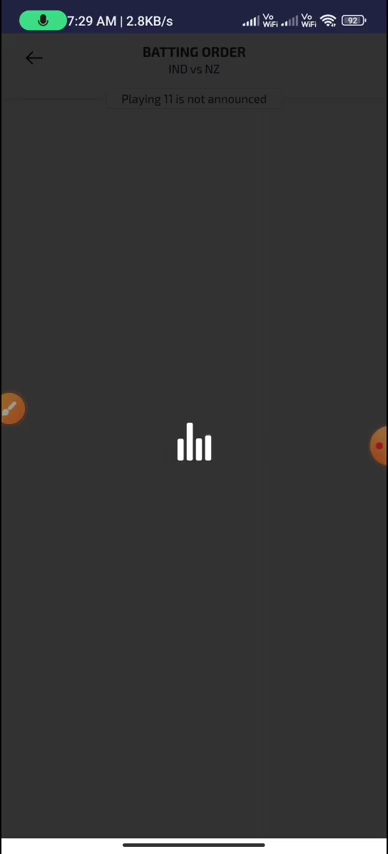 7:29 AM | 2.8KB/s
Vo WiFi
Vo WiFi
92
BATTING ORDER
IND vs NZ
Playing 11 is not announced